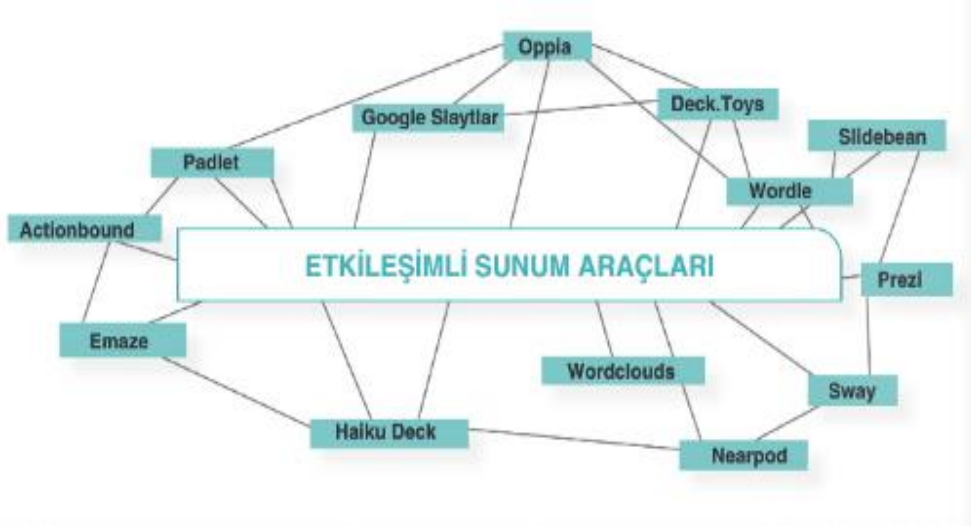 Oppia
Deck.Toys
Google Slaytlar
Slidebean
Padlet
Wordle
Actionbound
ETKİLEŞİMLİ SUNUM ARAÇLARI
Prezi
Emaze
Wordclouds
Sway
Haiku Deck
Nearpod